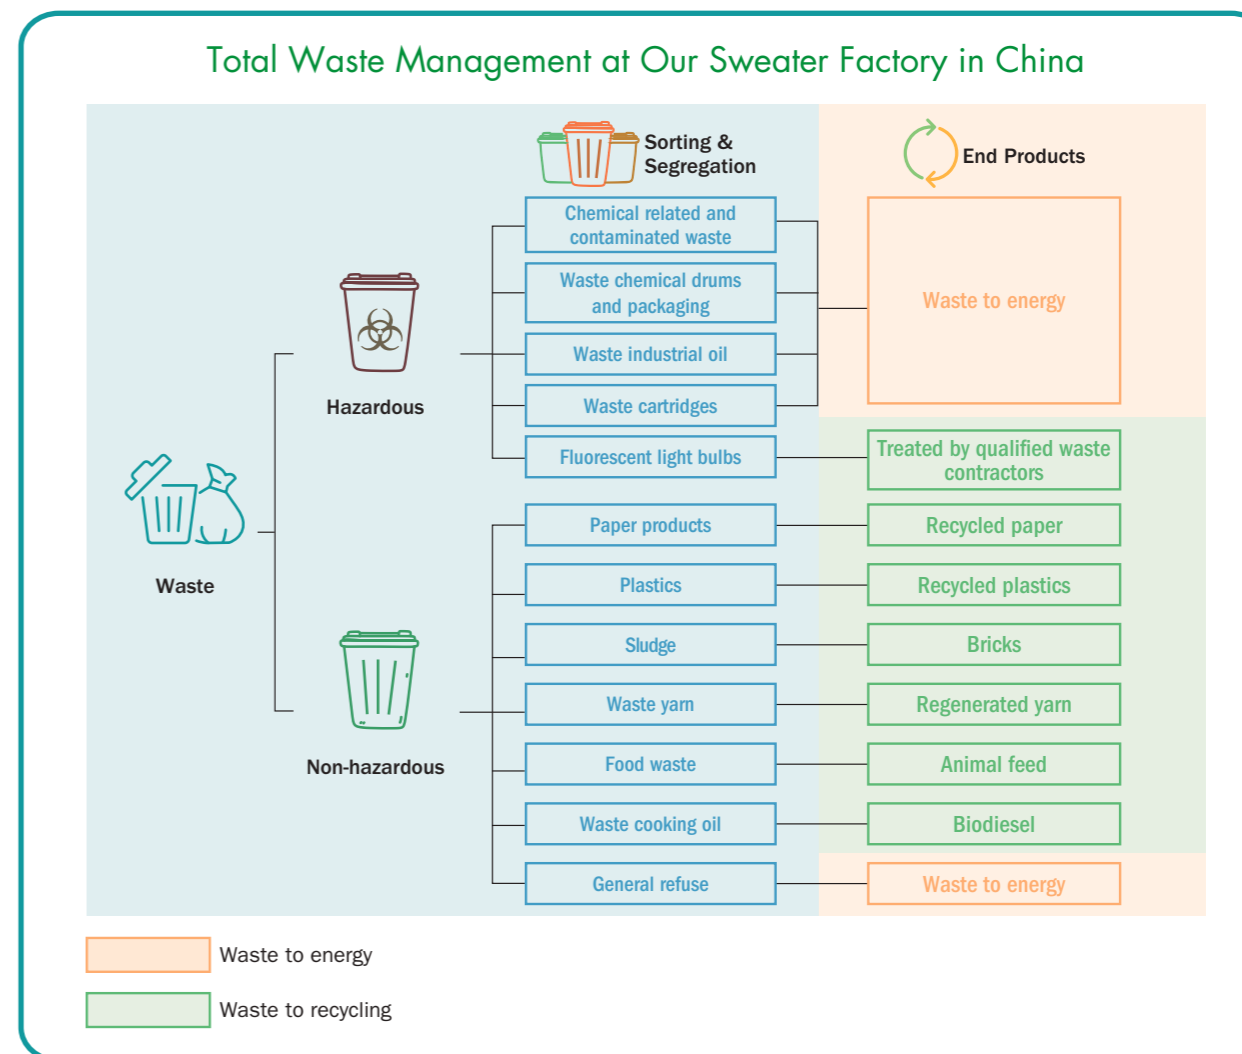 Total Waste Management at Our Sweater Factory in China
Sorting &
Segregation
End Products
Chemical related and
contaminated waste
Waste chemical drums
and packaging
Waste industrial oil
Waste cartridges
Fluorescent light bulbs
Waste to energy
Treated by qualified waste
contractors
Hazardous
Waste
Non-hazardous
Paper products
Recycled paper
Plastics
Recycled plastics
Sludge
Bricks
Waste yarn
Regenerated yarn
Food waste
Animal feed
Waste cooking oil
Biodiesel
General refuse
Waste to energy
Waste to energy
Waste to recycling